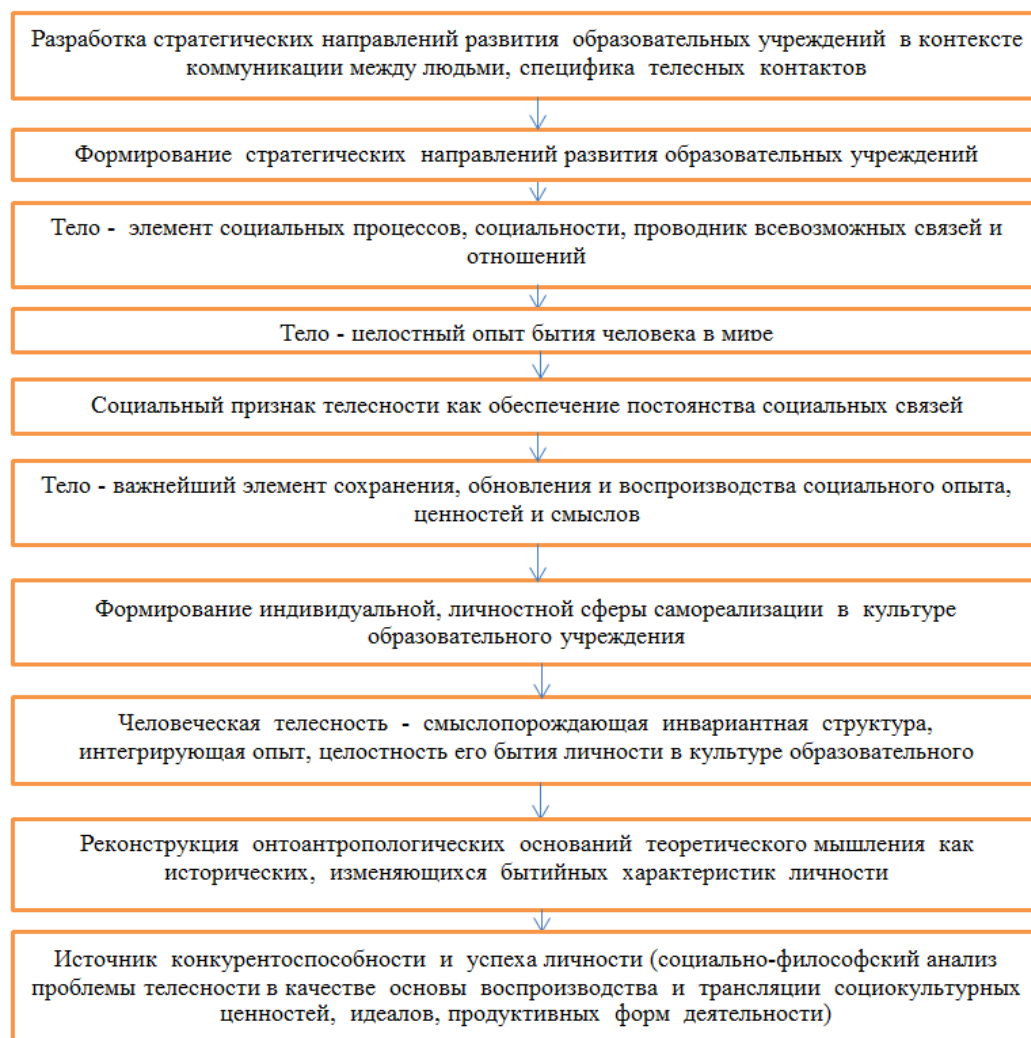 Разработка стратегических направлений развития образовательных учреждений в контексте
коммуникации между людьми, специфика телесных контактов
Формирование стратегических направлений развития образовательных учреждений
Тело - элемент социальных процессов, социальности, проводник всевозможных связей и
отношений
Тело - целостный опыт бытия человека в мире
Социальный признак телесности как обеспечение постоянства социальных связей
Тело - важнейший элемент сохранения, обновления и воспроизводства социального опыта,
ценностей и смыслов
Формирование индивидуальной, личностной сферы самореализации в культуре
образовательного учреждения
Человеческая телесность - смыслопорождающая инвариантная структура,
интегрирующая опыт, целостность его бытия личности в культуре образовательного
Реконструкция онтоантропологических оснований теоретического мышления как
исторических, изменяющихся бытийных характеристик личности
Источник конкурентоспособности и успеха личности (социально-философский анализ
проблемы телесности в качестве основы воспроизводства и трансляции социокультурных
ценностей, идеалов, продуктивных форм деятельности)